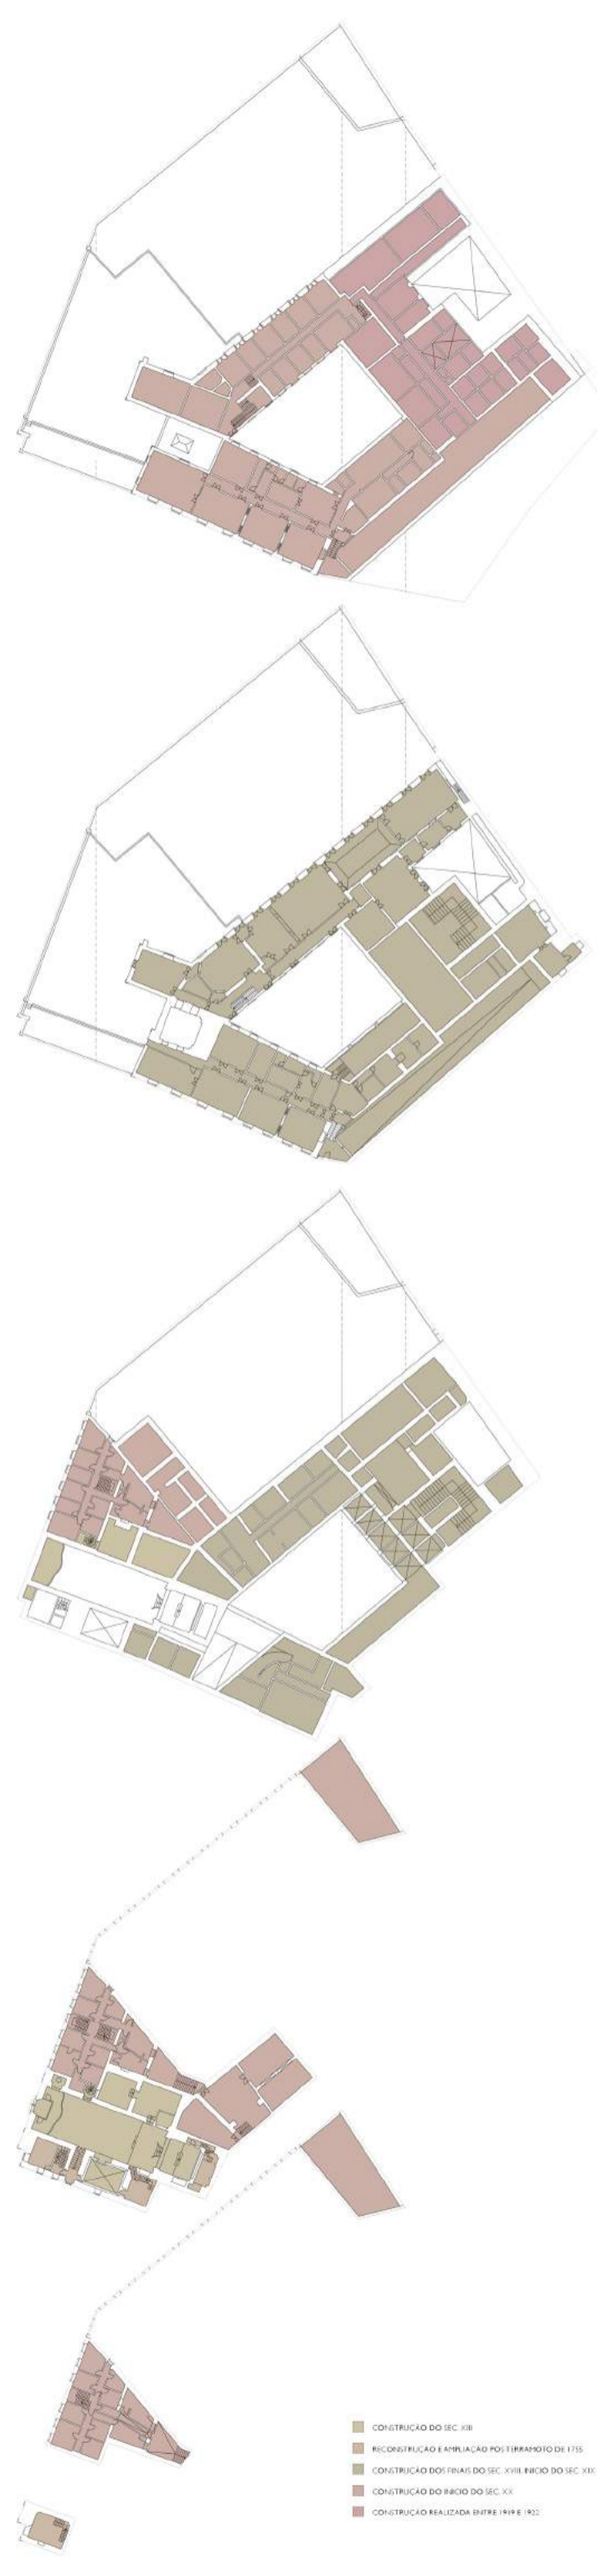 CONSTRUÇÃO DO SEC. XIII
RECONSTRUÇÃO E AMPLIAÇÃO PÓS TERRAMOTO DE 1755
CONSTRUÇÃO DOS FINAIS DO SEC. XVIII, INICIO DO SEC. XIX
CONSTRUÇÃO DO INICIO DO SEC. XX
CONSTRUÇÃO REALIZADA ENTRE 1919 E 1922